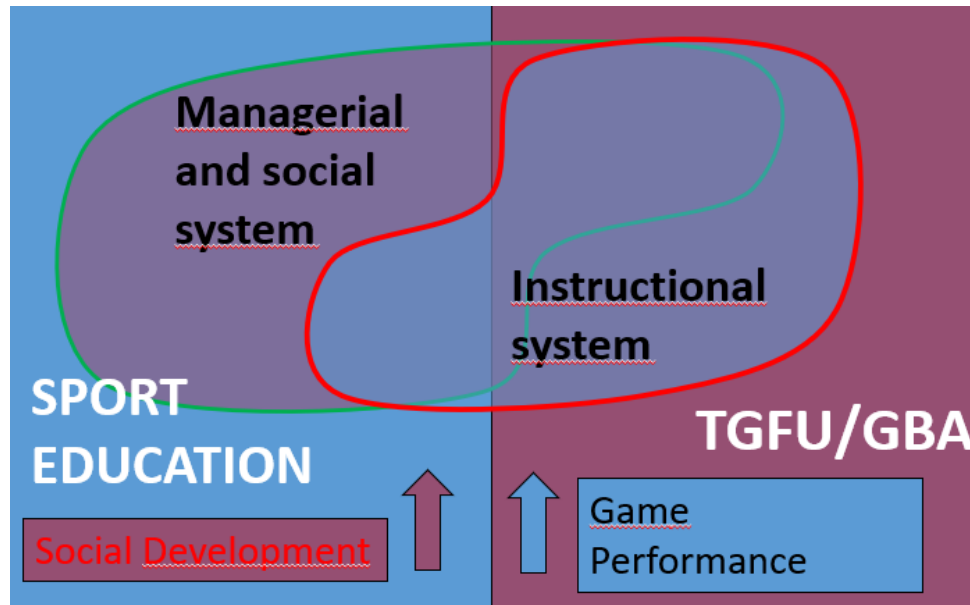 Managerial
and social
system
Instructional
system
SPORT
EDUCATION
TGFU/GBA
Social Development
Game
Performance